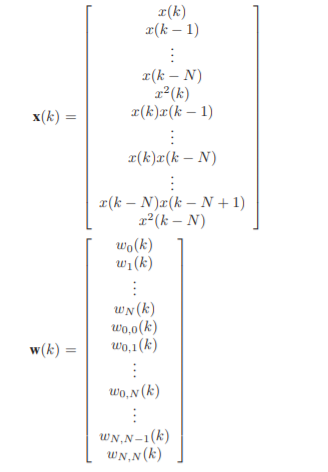 x(k)
x(k − 1)
⋮
x(k − N)
x²(k)
x(k) = x(k)x(k − 1)
⋮
x(k)x(k − N)
⋮
x(k − N)x(k − N + 1)
x²(k − N)
w₀(k)
w₁(k)
⋮
w_N(k)
w₀,₀(k)
w(k) = w₀,₁(k)
⋮
w₀,N(k)
⋮
w_N,N−1(k)
w_N,N(k)